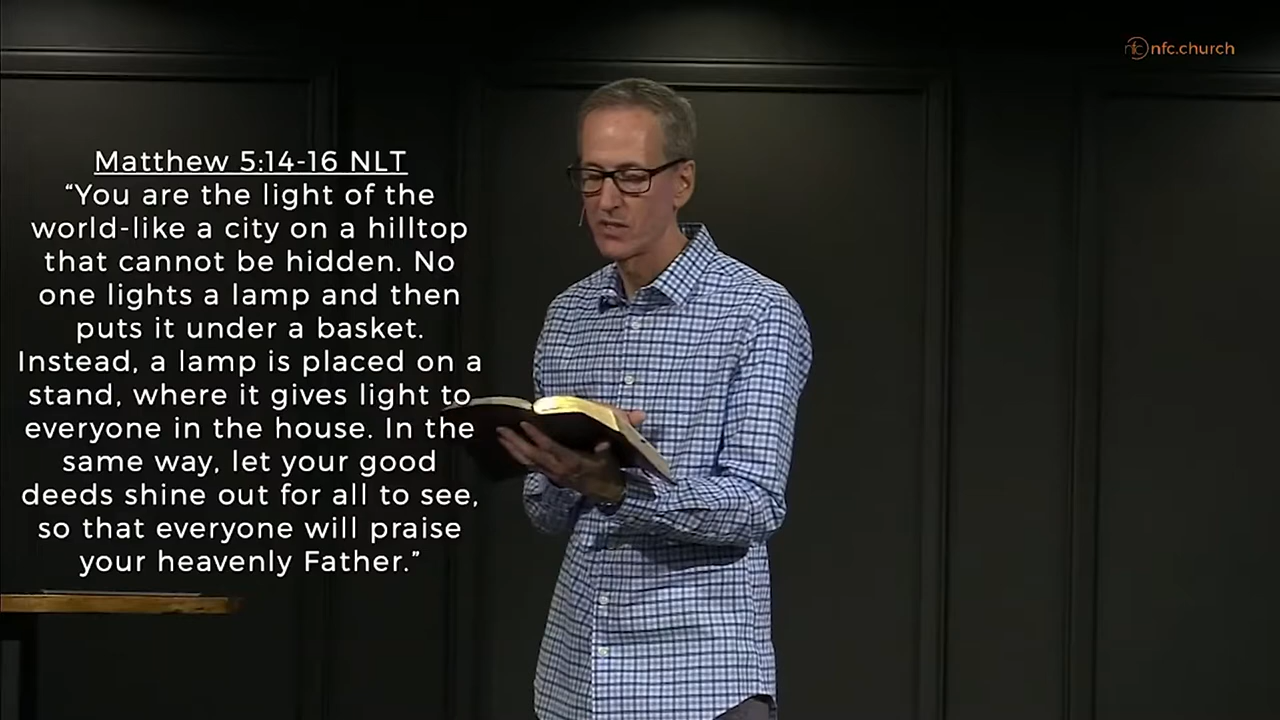 nfc.church
Matthew 5:14-16 NLT
“You are the light of the
world-like a city on a hilltop
that cannot be hidden. No
one lights a lamp and then
puts it under a basket.
Instead, a lamp is placed on a
stand, where it gives light to
everyone in the house. In the
same way, let your good
deeds shine out for all to see,
so that everyone will praise
your heavenly Father.”